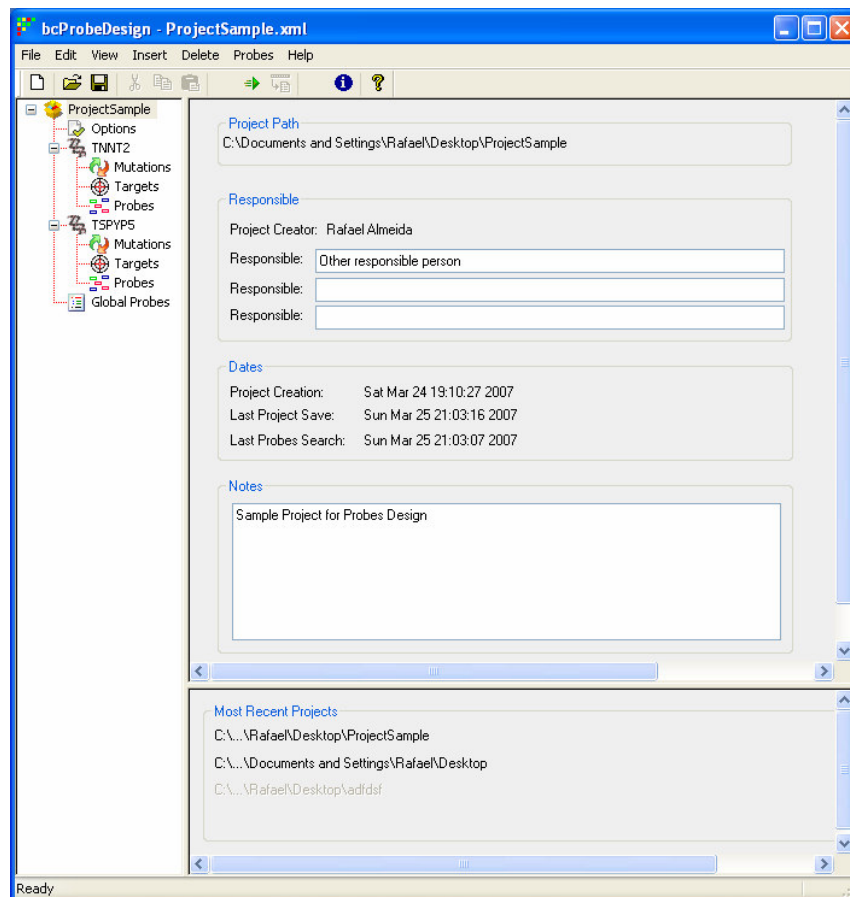 bcProbeDesign - ProjectSample.xml
File Edit View Insert Delete Probes Help
ProjectSample
Options
TNNT2
Mutations
Targets
Probes
TSPYP5
Mutations
Targets
Probes
Global Probes
Project Path
C:\Documents and Settings\Rafael\Desktop\ProjectSample
Responsible
Project Creator: Rafael Almeida
Responsible: Other responsible person
Responsible:
Responsible:
Dates
Project Creation: Sat Mar 24 19:10:27 2007
Last Project Save: Sun Mar 25 21:03:16 2007
Last Probes Search: Sun Mar 25 21:03:07 2007
Notes
Sample Project for Probes Design
Most Recent Projects
C:\...\Rafael\Desktop\ProjectSample
C:\...\Documents and Settings\Rafael\Desktop
C:\...\Rafael\Desktop\adfdsf
Ready